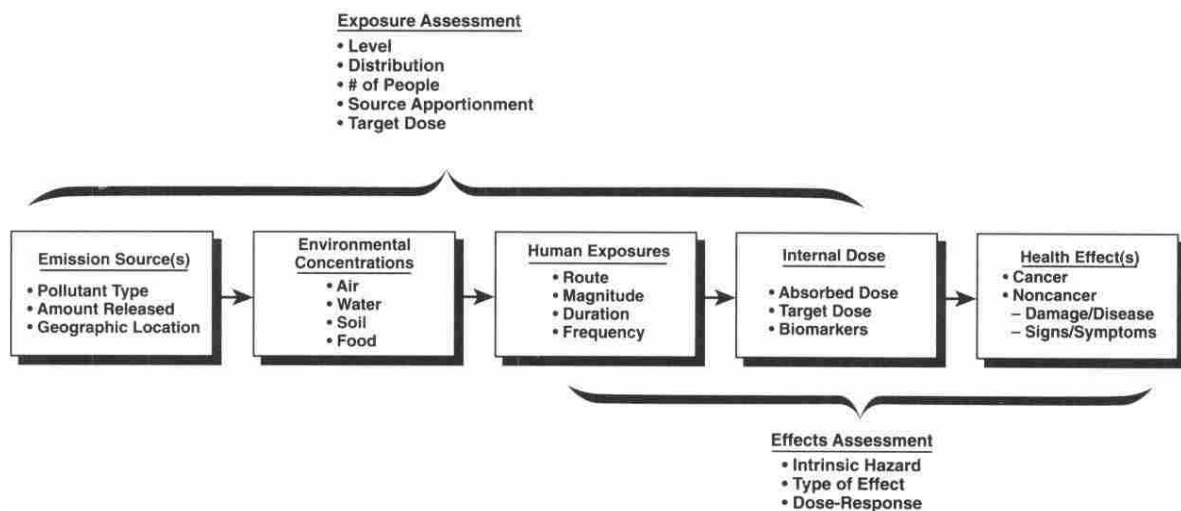 Exposure Assessment
• Level
• Distribution
• # of People
• Source Apportionment
• Target Dose
Emission Source(s)
• Pollutant Type
• Amount Released
• Geographic Location
Environmental
Concentrations
• Air
• Water
• Soil
• Food
Human Exposures
• Route
• Magnitude
• Duration
• Frequency
Internal Dose
• Absorbed Dose
• Target Dose
• Biomarkers
Health Effect(s)
• Cancer
• Noncancer
– Damage/Disease
– Signs/Symptoms
Effects Assessment
• Intrinsic Hazard
• Type of Effect
• Dose-Response